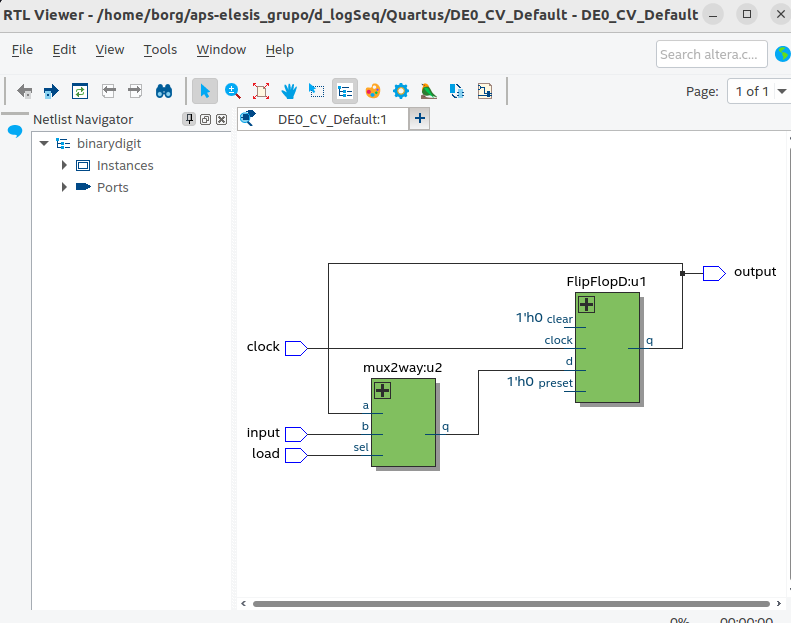 RTL Viewer - /home/borg/aps-elesis_grupo/d_logSeq/Quartus/DE0_CV_Default - DE0_CV_Default
File Edit View Tools Window Help
Search altera.c...
Page: 1 of 1
Netlist Navigator
DE0_CV_Default:1
binarydigit
Instances
Ports
output
FlipFlopD:u1
1'h0 clear
clock
clock
q
d
1'h0 preset
mux2way:u2
a
input
b
q
load
sel
0% 00:00:00